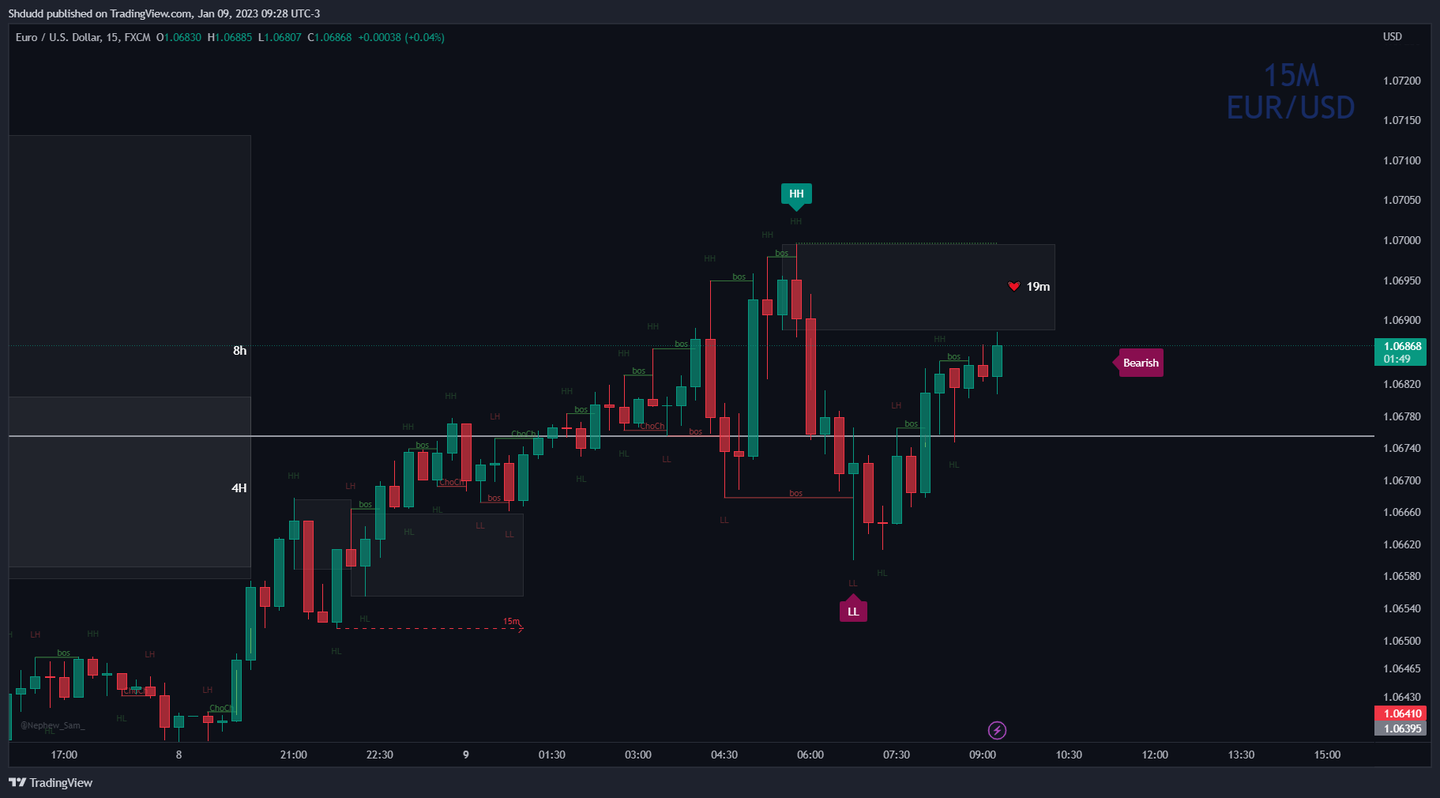 Shdudd published on TradingView.com, Jan 09, 2023 09:28 UTC-3
Euro / U.S. Dollar, 15, FXCM O1.06830 H1.06885 L1.06807 C1.06868 +0.00038 (+0.04%)
USD
15M
EUR/USD
1.07200
1.07150
1.07100
1.07050
1.07000
1.06950
1.06900
1.06868
01:49
1.06820
1.06780
1.06740
1.06700
1.06660
1.06620
1.06580
1.06540
1.06500
1.06465
1.06430
1.06410
1.06395
HH
HH
HH
bos
HH
bos
19m
HH
bos
HH
bos
HH
bos
8h
HH
bos
Bearish
HH
LH
ChoCh
bos
LH
bos
HH
bos
ChoCh
LL
HL
HL
HL
4H
HH
LH
bos
ChoCh
bos
bos
HL
HL
LL
LL
LL
HL
LL
LL
15m
HL
HL
H
LH
HH
bos
LH
ChoCh
LH
ChoCh
HL
HL
@Nephew_Sam_
17:00 8 21:00 22:30 9 01:30 03:00 04:30 06:00 07:30 09:00 10:30 12:00 13:30 15:00
TradingView